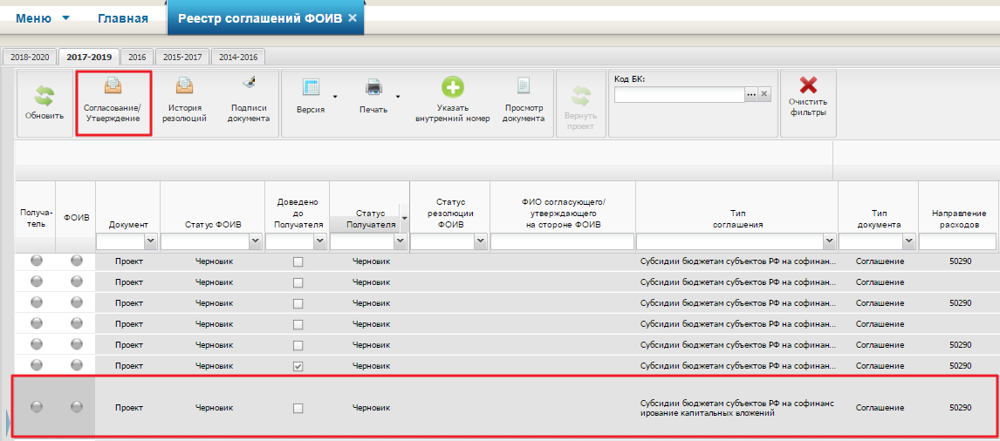 Меню
Главная
Реестр соглашений ФОИВ
2018-2020
2017-2019
2016
2015-2017
2014-2016
Обновить
Согласование/
Утверждение
История
резолюций
Подписи
документа
Версия
Печать
Указать
внутренний номер
Просмотр
документа
Вернуть
проект
Код БК:
Очистить
фильтры
Получа-
тель
ФОИВ
Документ
Статус ФОИВ
Доведено
до
Получателя
Статус
Получателя
Статус
резолюции
ФОИВ
ФИО согласующего/
утверждающего
на стороне ФОИВ
Тип
соглашения
Тип
документа
Направление
расходов
Проект Черновик Черновик Субсидии бюджетам субъектов РФ на софинан... Соглашение 50290
Проект Черновик Черновик Субсидии бюджетам субъектов РФ на софинан... Соглашение
Проект Черновик Черновик Субсидии бюджетам субъектов РФ на софинан... Соглашение 50290
Проект Черновик Черновик Субсидии бюджетам субъектов РФ на софинан... Соглашение
Проект Черновик Черновик Субсидии бюджетам субъектов РФ на софинан... Соглашение 50290
Проект Черновик Черновик Субсидии бюджетам субъектов РФ на софинан... Соглашение 50290
Проект Черновик Черновик Субсидии бюджетам субъектов РФ на софинанс
ирование капитальных вложений Соглашение 50290